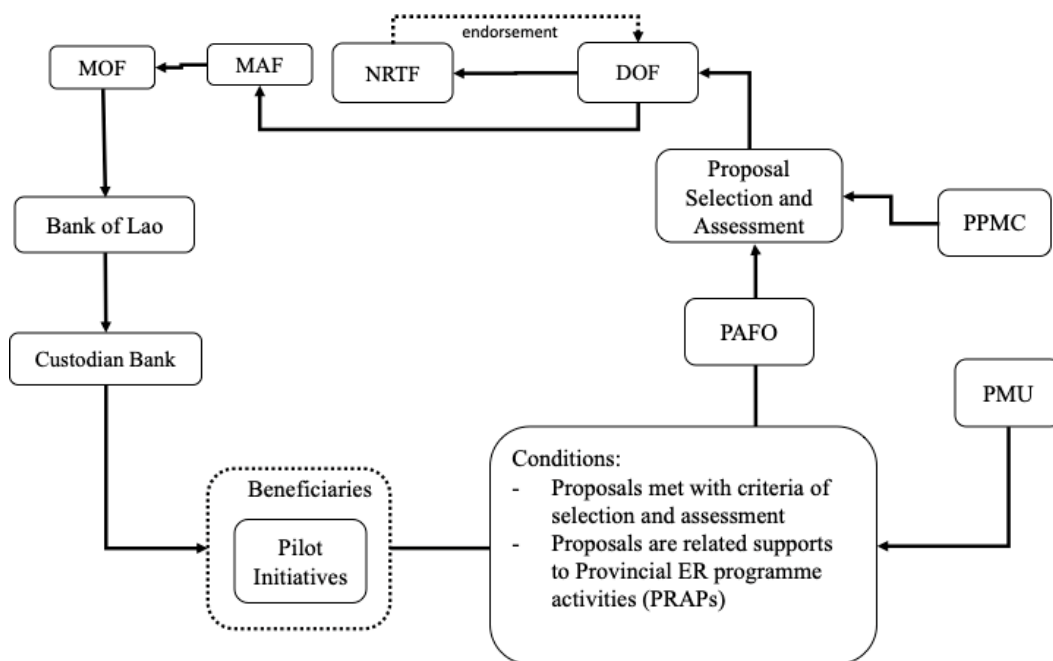 endorsement
MOF
MAF
NRTF
DOF
Proposal
Selection and
Assessment
PPMC
Bank of Lao
PAFO
Custodian Bank
PMU
Conditions:
- Proposals met with criteria of
selection and assessment
- Proposals are related supports
to Provincial ER programme
activities (PRAPs)
Beneficiaries
Pilot
Initiatives